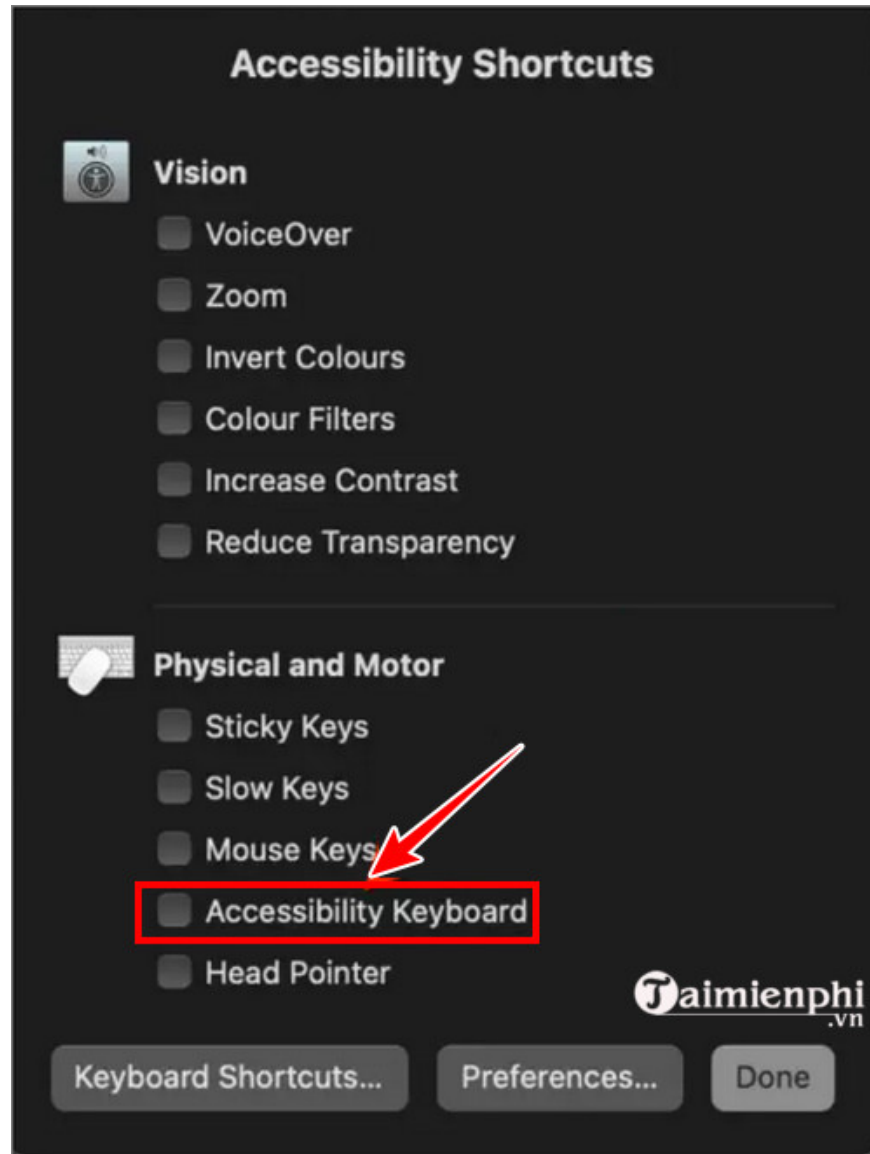 Accessibility Shortcuts
Vision
VoiceOver
Zoom
Invert Colours
Colour Filters
Increase Contrast
Reduce Transparency
Physical and Motor
Sticky Keys
Slow Keys
Mouse Keys
Accessibility Keyboard
Head Pointer
Taimienphi
.vn
Keyboard Shortcuts... Preferences... Done